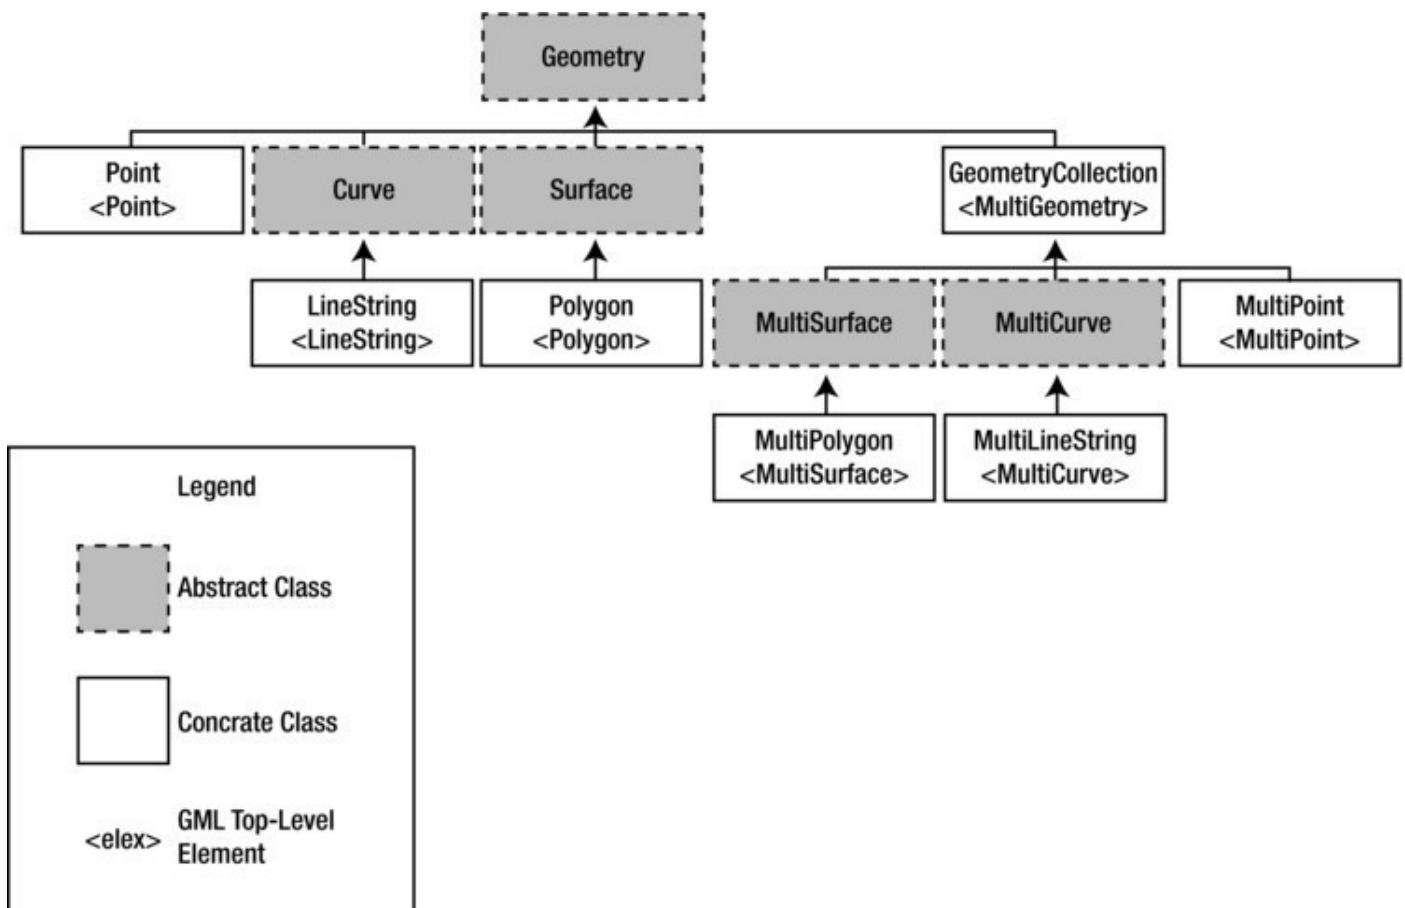 Geometry
Point
<Point>
Curve
Surface
GeometryCollection
<MultiGeometry>
LineString
<LineString>
Polygon
<Polygon>
MultiSurface
MultiCurve
MultiPoint
<MultiPoint>
MultiPolygon
<MultiSurface>
MultiLineString
<MultiCurve>
Legend
Abstract Class
Concrate Class
<elex>
GML Top-Level
Element